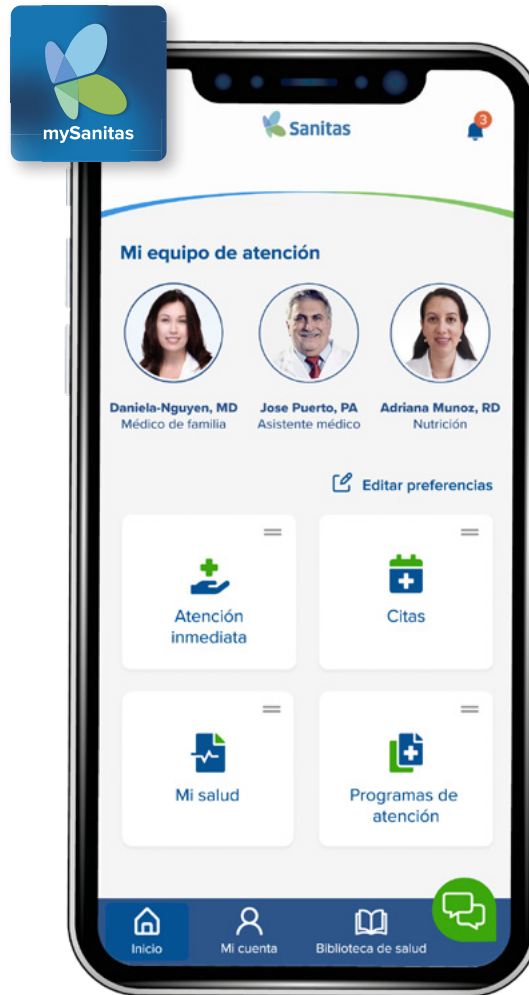 mySanitas
Sanitas
3
Mi equipo de atención
Daniela-Nguyen, MD
Médico de familia
Jose Puerto, PA
Asistente médico
Adriana Munoz, RD
Nutrición
Editar preferencias
Atención
inmediata
Citas
Mi salud
Programas de
atención
Inicio
Mi cuenta
Biblioteca de salud